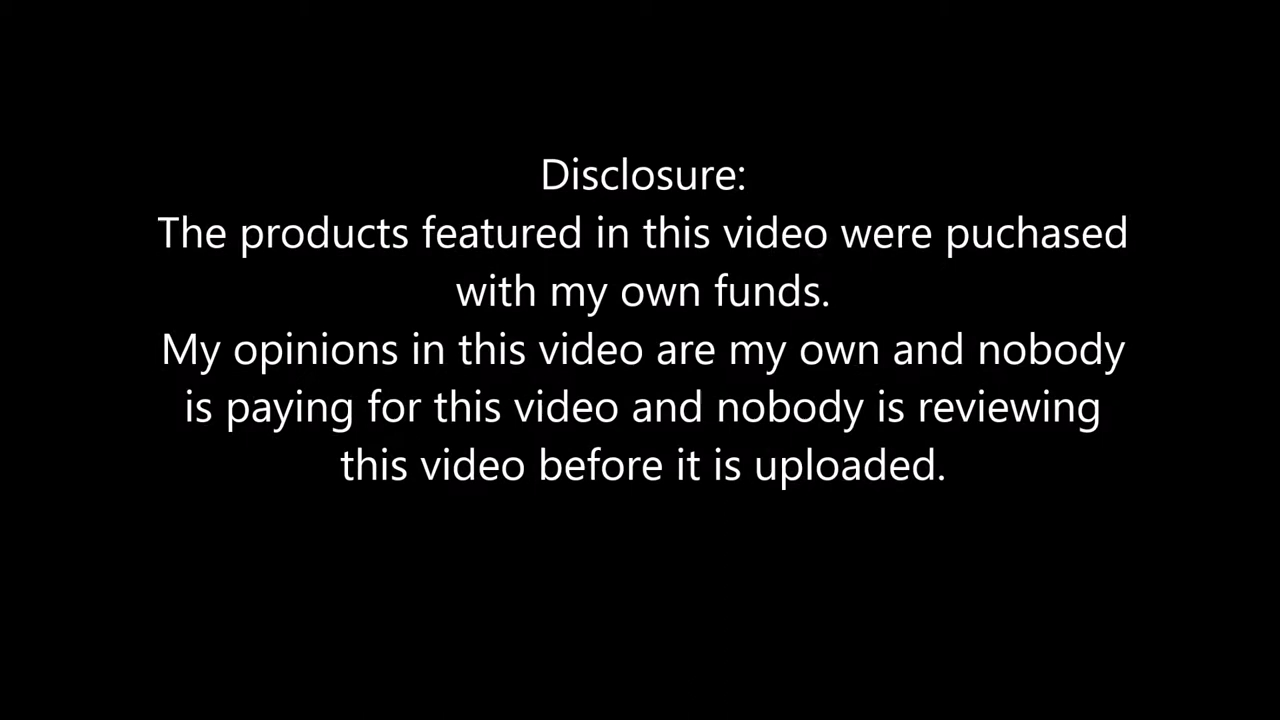 Disclosure:
The products featured in this video were puchased
with my own funds.
My opinions in this video are my own and nobody
is paying for this video and nobody is reviewing
this video before it is uploaded.